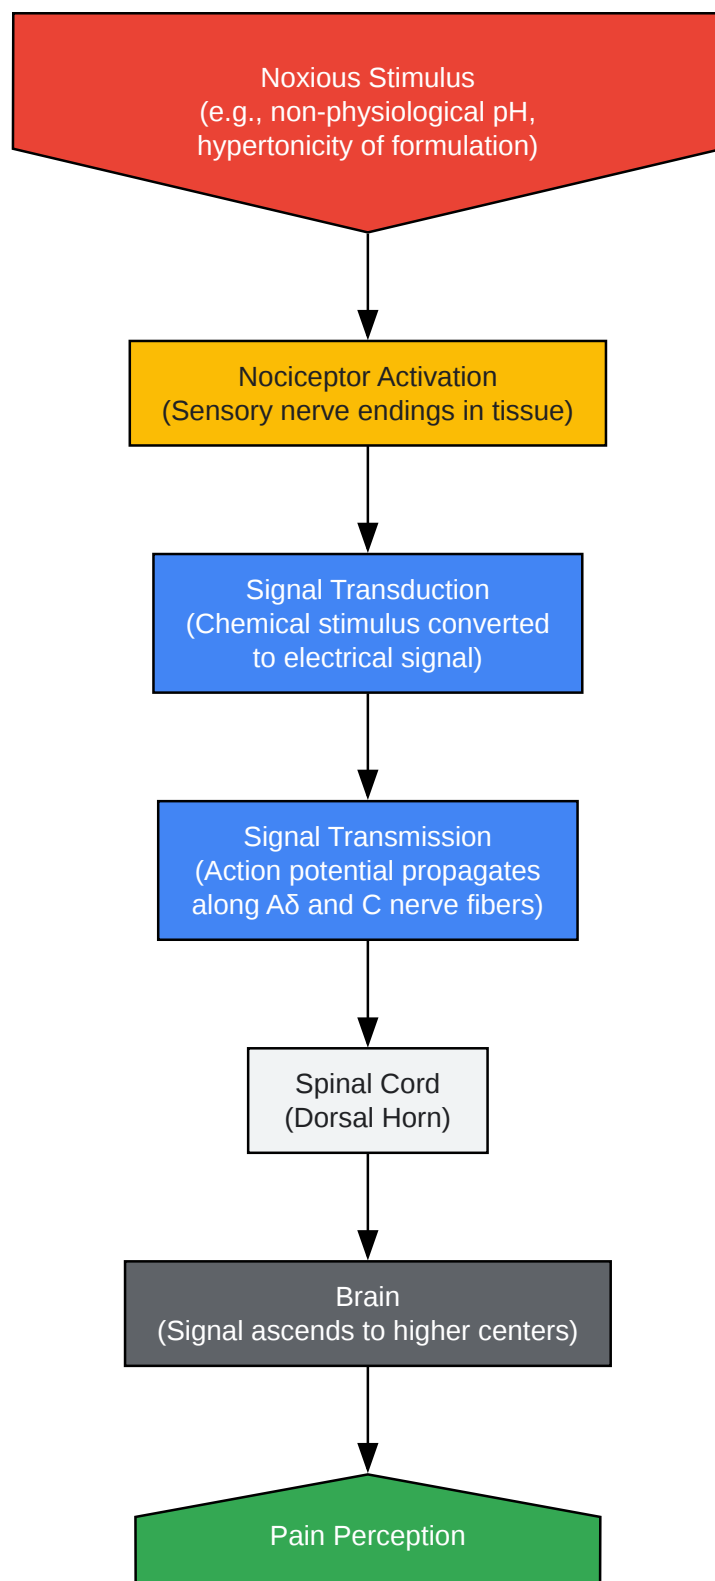 Noxious Stimulus
(e.g., non-physiological pH,
hypertonicity of formulation)
Nociceptor Activation
(Sensory nerve endings in tissue)
Signal Transduction
(Chemical stimulus converted
to electrical signal)
Signal Transmission
(Action potential propagates
along Aδ and C nerve fibers)
Spinal Cord
(Dorsal Horn)
Brain
(Signal ascends to higher centers)
Pain Perception